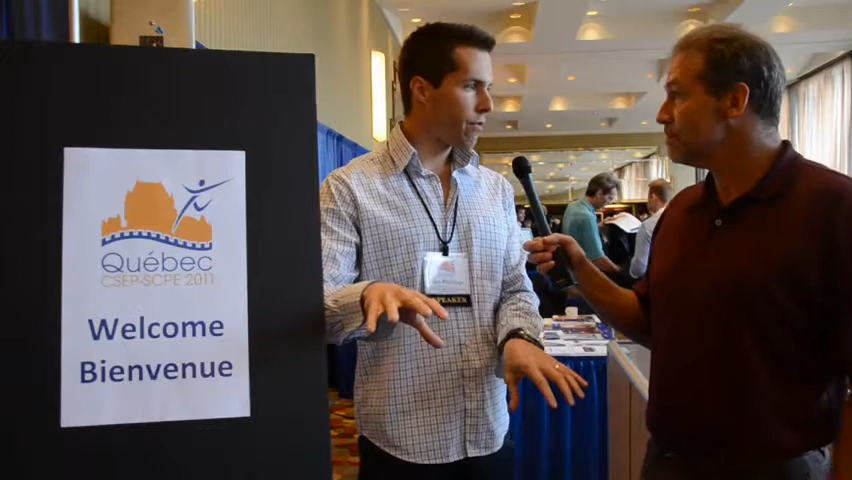 Québec
CSEP-SCPE 2011
Welcome
Bienvenue
SPEAKER